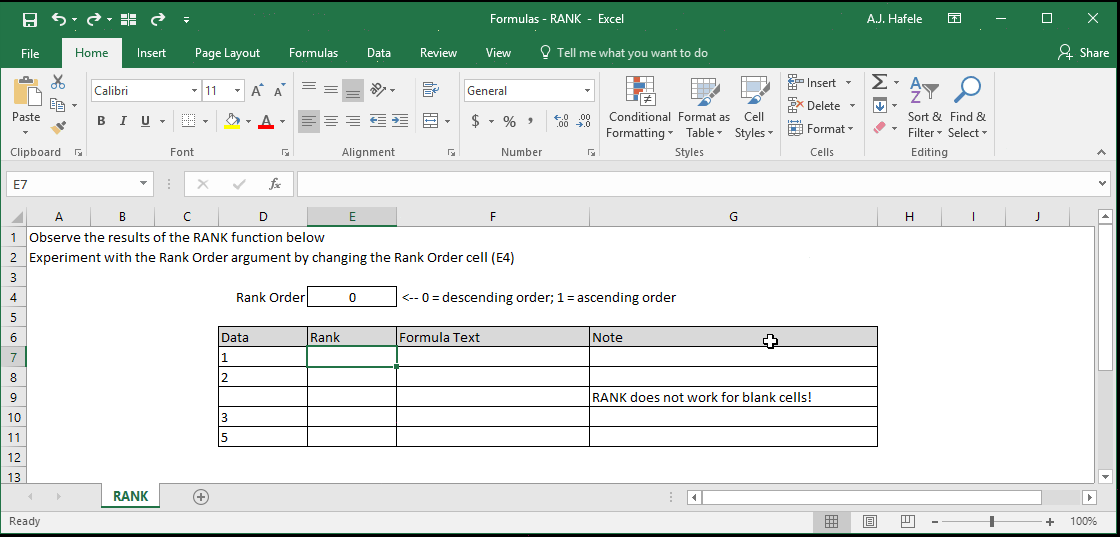 Formulas - RANK - Excel
A.J. Hafele
File Home Insert Page Layout Formulas Data Review View Tell me what you want to do Share
Calibri 11 General
Paste
B I U A A A $ % , .00 .0
Conditional Formatting
Format as Table
Cell Styles
Insert
Delete
Format
Sort & Filter
Find & Select
Clipboard Font Alignment Number Styles Cells Editing
E7 fx
A B C D E F G H I J
1 Observe the results of the RANK function below
2 Experiment with the Rank Order argument by changing the Rank Order cell (E4)
3
4 Rank Order 0 <-- 0 = descending order; 1 = ascending order
5
6 Data Rank Formula Text Note
7 1
8 2
9 RANK does not work for blank cells!
10 3
11 5
12
13
RANK
Ready 100%